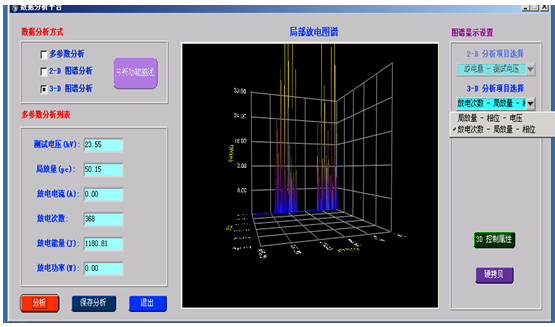 数据分析平台
数据分析方式
多参数分析
2-D 图谱分析
3-D 图谱分析
分析功能测试
多参数分析列表
测试电压(kV): 23.55
局放量(pc): 50.15
放电电流(A): 0.00
放电次数: 368
放电能量(J): 1180.81
放电功率(W): 0.00
分析
保存分析
退出
局部放电图谱
图谱显示设置
2-D 分析项目选择
放电量 - 测试电压
3-D 分析项目选择
放电次数 - 局放量 -
局放量 - 相位 - 电压
放电次数 - 局放量 - 相位
3D 控制属性
硬拷贝